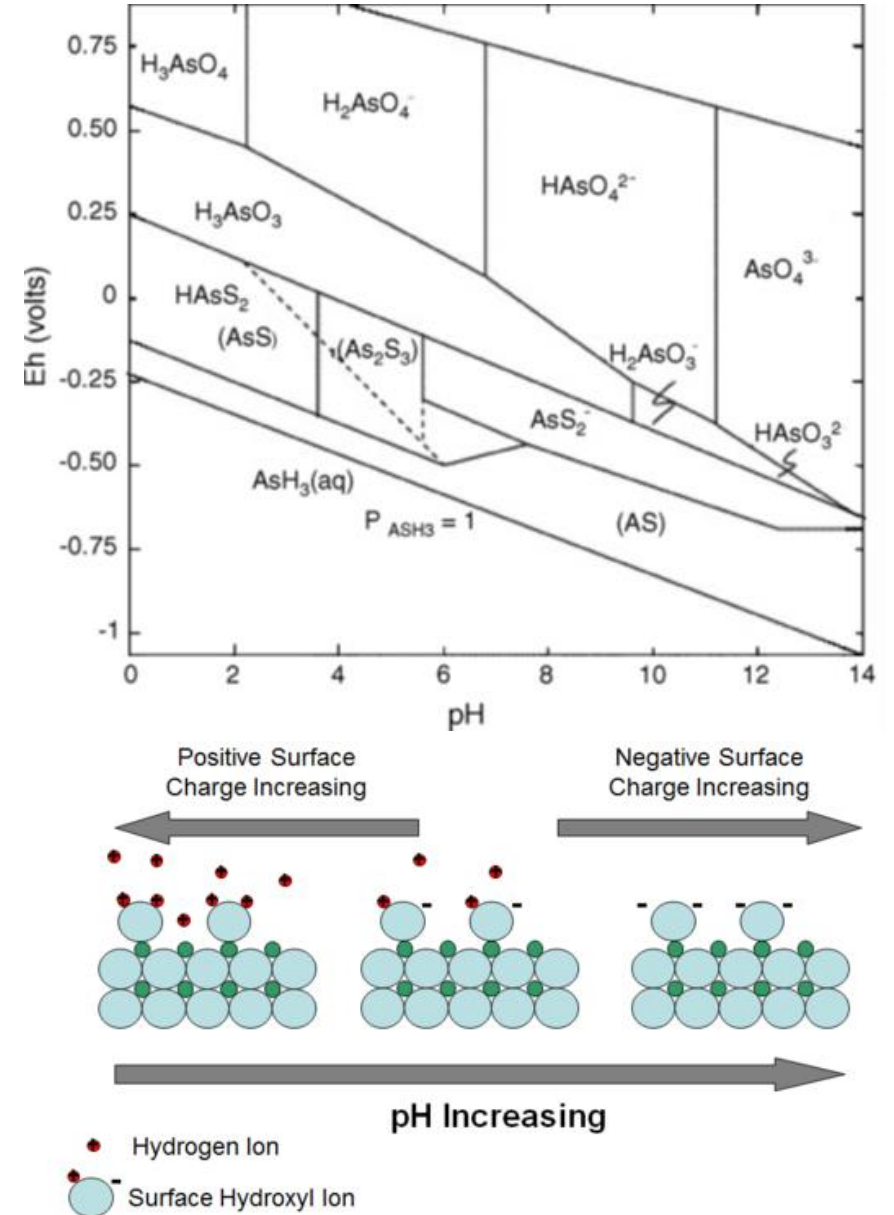 0.75
0.50
0.25
0
-0.25
-0.50
-0.75
-1
Eh (volts)
H₃AsO₄
H₂AsO₄⁻
HAsO₄²⁻
AsO₄³⁻
H₃AsO₃
HAsS₂
(AsS)
(As₂S₃)
H₂AsO₃⁻
AsS₂⁻
HAsO₃²
AsH₃(aq)
P ASH3 = 1
(AS)
0 2 4 6 8 10 12 14
pH
Positive Surface
Charge Increasing
Negative Surface
Charge Increasing
pH Increasing
Hydrogen Ion
Surface Hydroxyl Ion